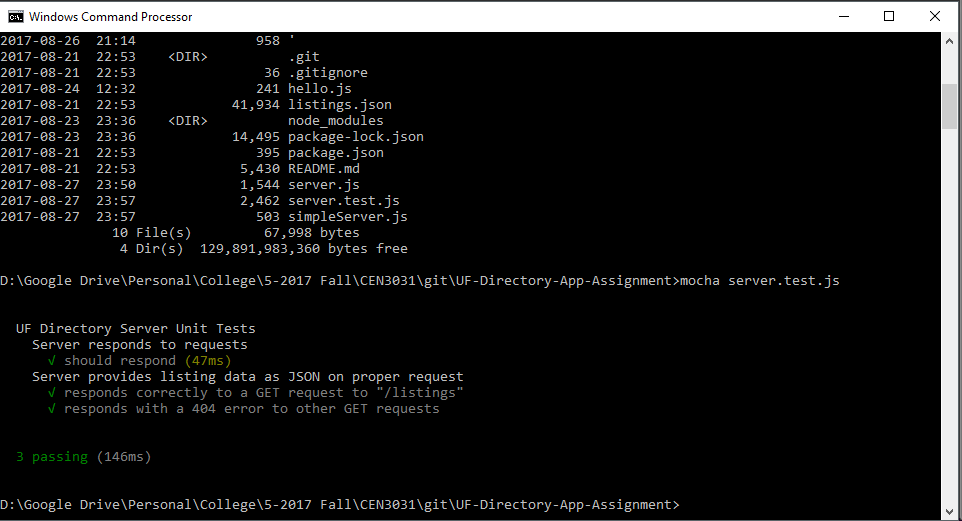 Windows Command Processor
2017-08-26  21:14               958 '
2017-08-21  22:53    <DIR>          .git
2017-08-21  22:53                36 .gitignore
2017-08-24  12:32               241 hello.js
2017-08-21  22:53            41,934 listings.json
2017-08-23  23:36    <DIR>          node_modules
2017-08-23  23:36            14,495 package-lock.json
2017-08-21  22:53               395 package.json
2017-08-21  22:53             5,430 README.md
2017-08-27  23:50             1,544 server.js
2017-08-27  23:57             2,462 server.test.js
2017-08-27  23:57               503 simpleServer.js
              10 File(s)         67,998 bytes
               4 Dir(s)  129,891,983,360 bytes free
D:\Google Drive\Personal\College\5-2017 Fall\CEN3031\git\UF-Directory-App-Assignment>mocha server.test.js
  UF Directory Server Unit Tests
    Server responds to requests
      √ should respond (47ms)
    Server provides listing data as JSON on proper request
      √ responds correctly to a GET request to "/listings"
      √ responds with a 404 error to other GET requests
  3 passing (146ms)
D:\Google Drive\Personal\College\5-2017 Fall\CEN3031\git\UF-Directory-App-Assignment>